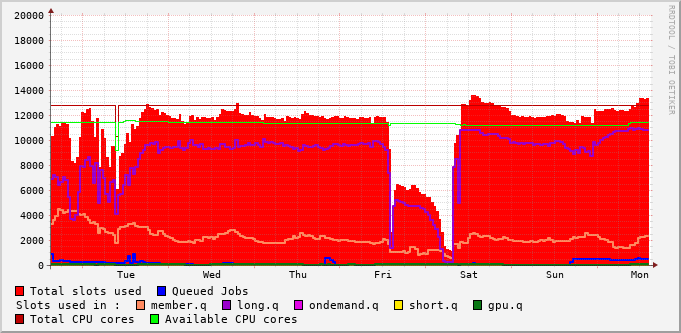 20000
18000
16000
14000
12000
10000
8000
6000
4000
2000
0
Tue Wed Thu Fri Sat Sun Mon
Total slots used Queued Jobs
Slots used in : member.q long.q ondemand.q short.q gpu.q
Total CPU cores Available CPU cores
RRDTOOL / TOBI OETIKER